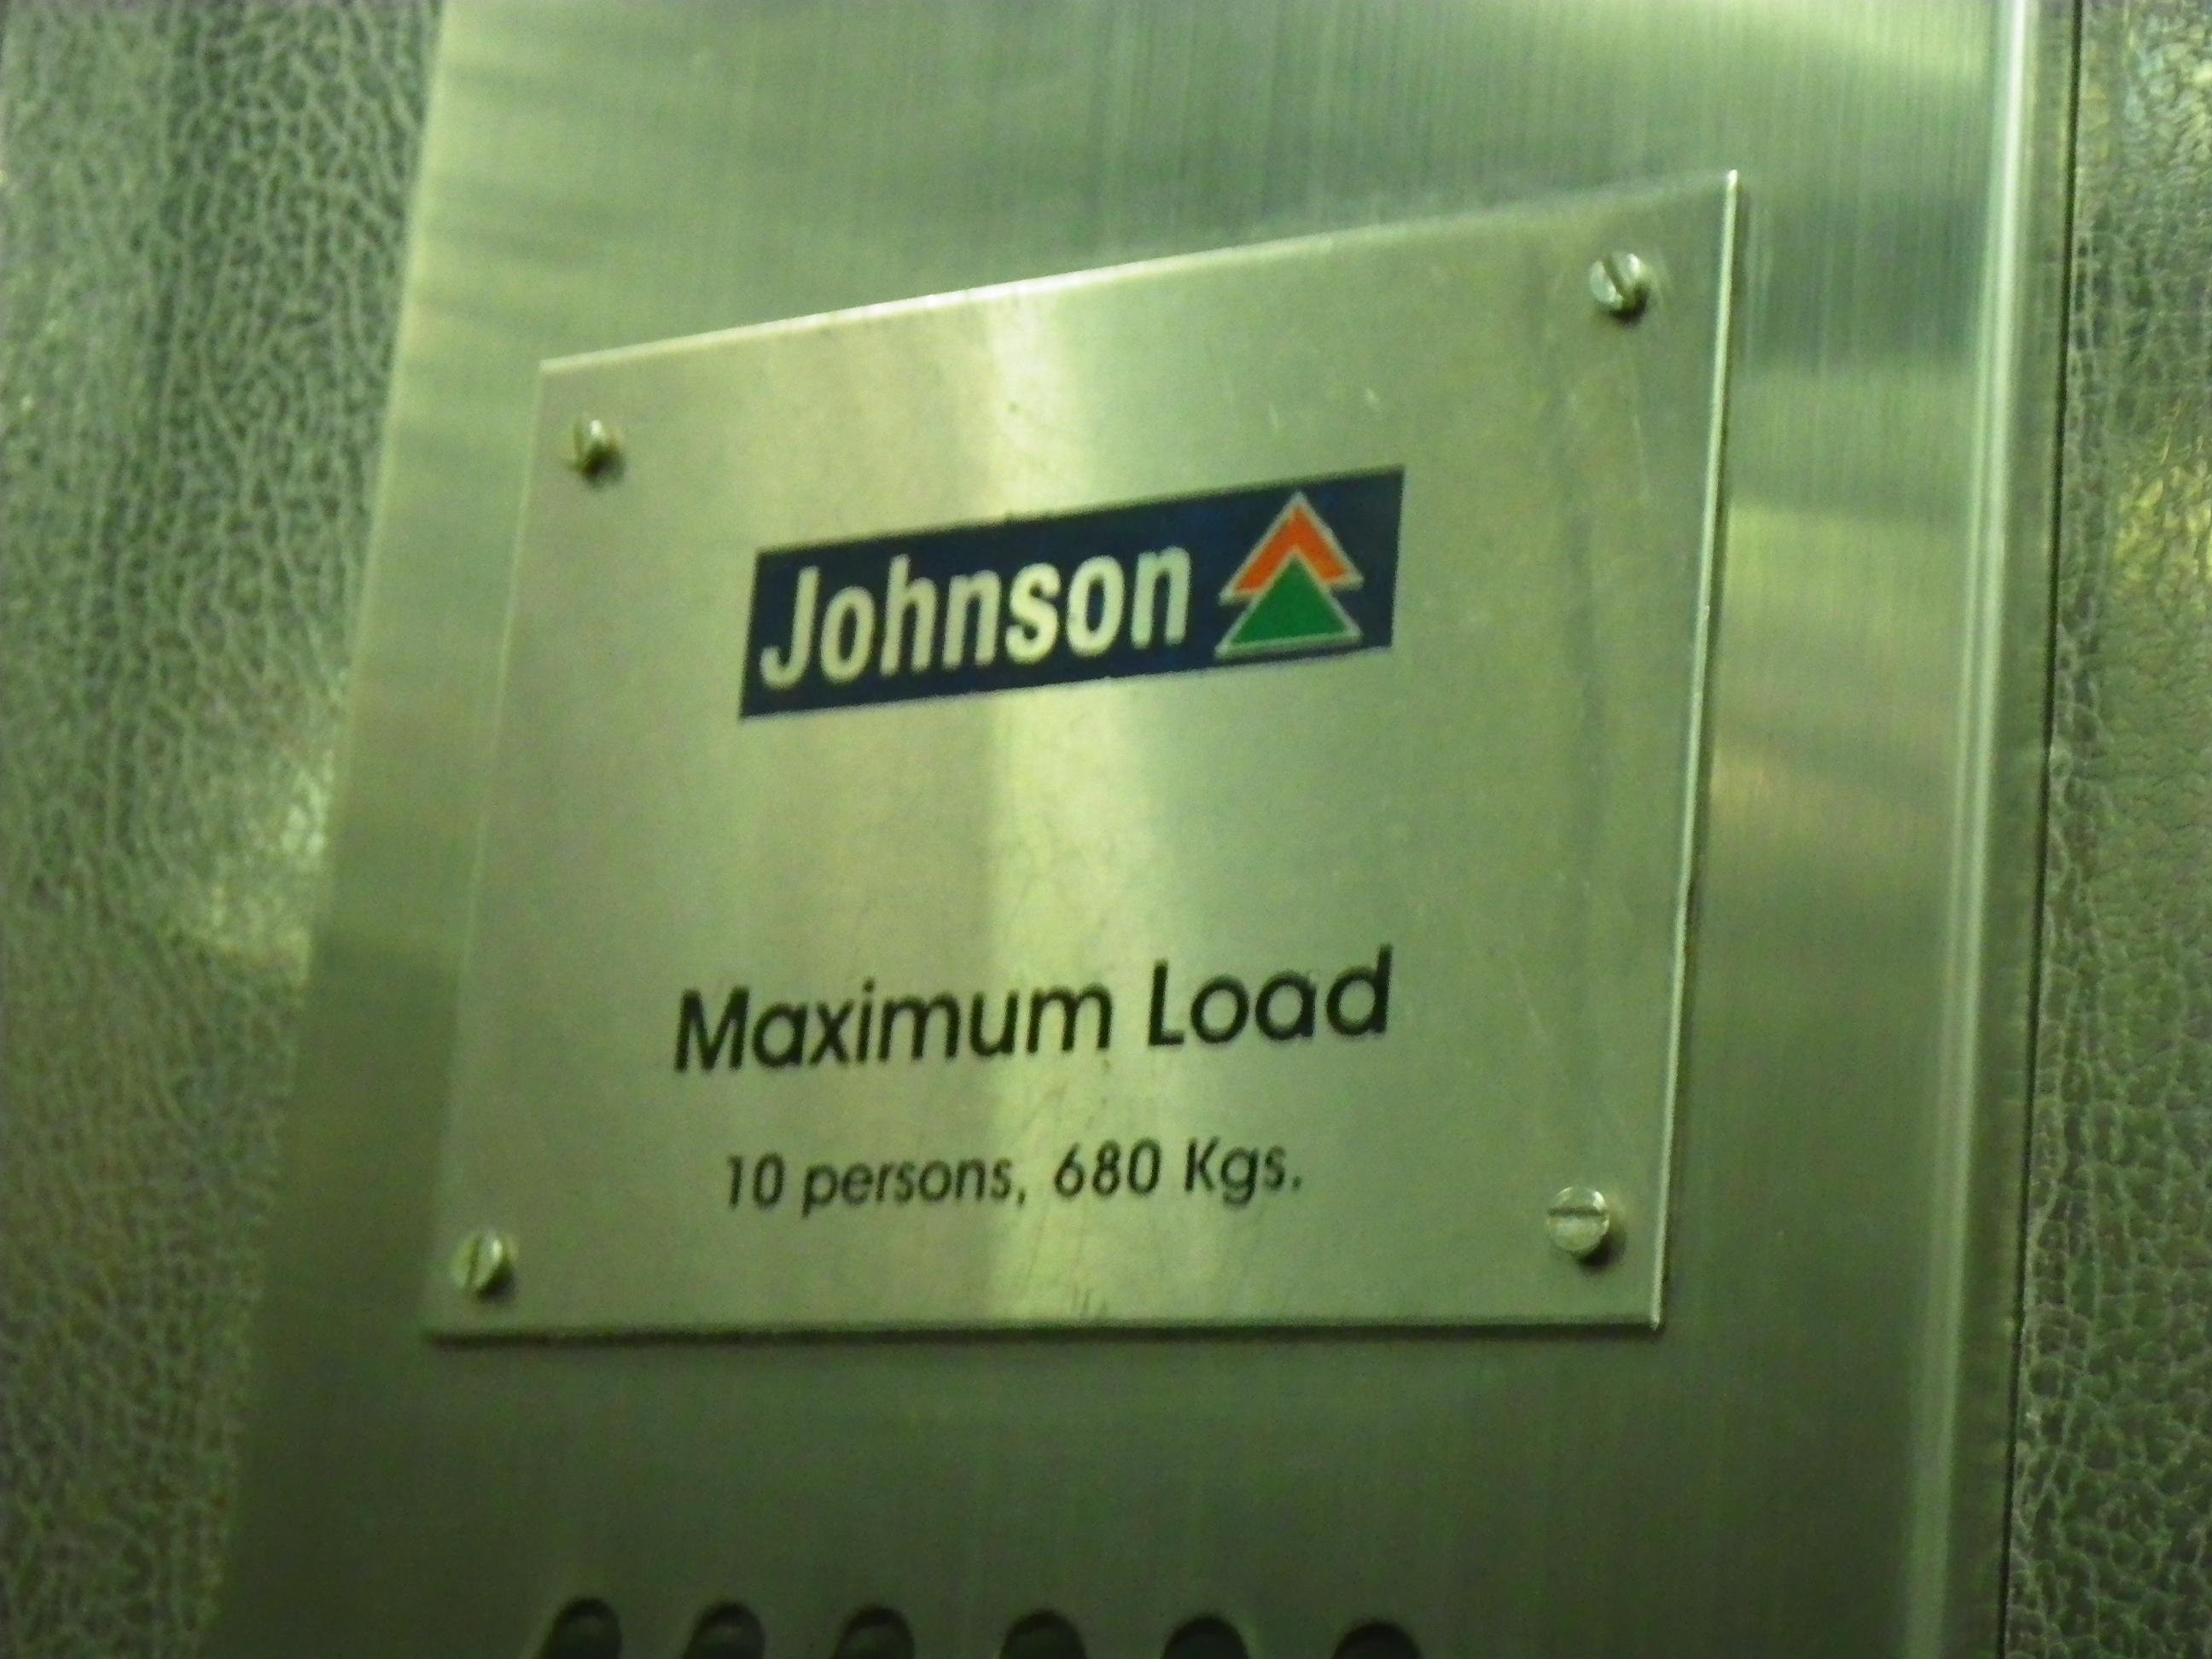 Johnson
Maximum Load
10 persons, 680 Kgs.